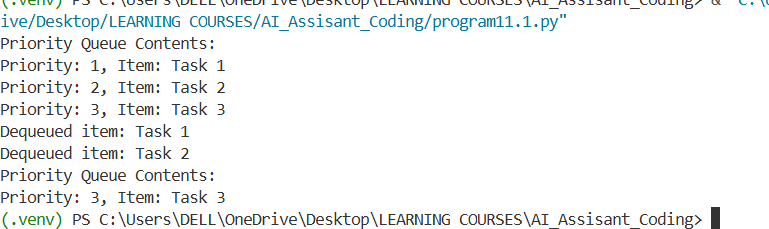 (.venv) PS C:\Users\DELL\OneDrive\Desktop\LEARNING COURSES\AI_Assisant_Coding> & "C:\
ive/Desktop/LEARNING COURSES/AI_Assisant_Coding/program11.1.py"
Priority Queue Contents:
Priority: 1, Item: Task 1
Priority: 2, Item: Task 2
Priority: 3, Item: Task 3
Dequeued item: Task 1
Dequeued item: Task 2
Priority Queue Contents:
Priority: 3, Item: Task 3
(.venv) PS C:\Users\DELL\OneDrive\Desktop\LEARNING COURSES\AI_Assisant_Coding>